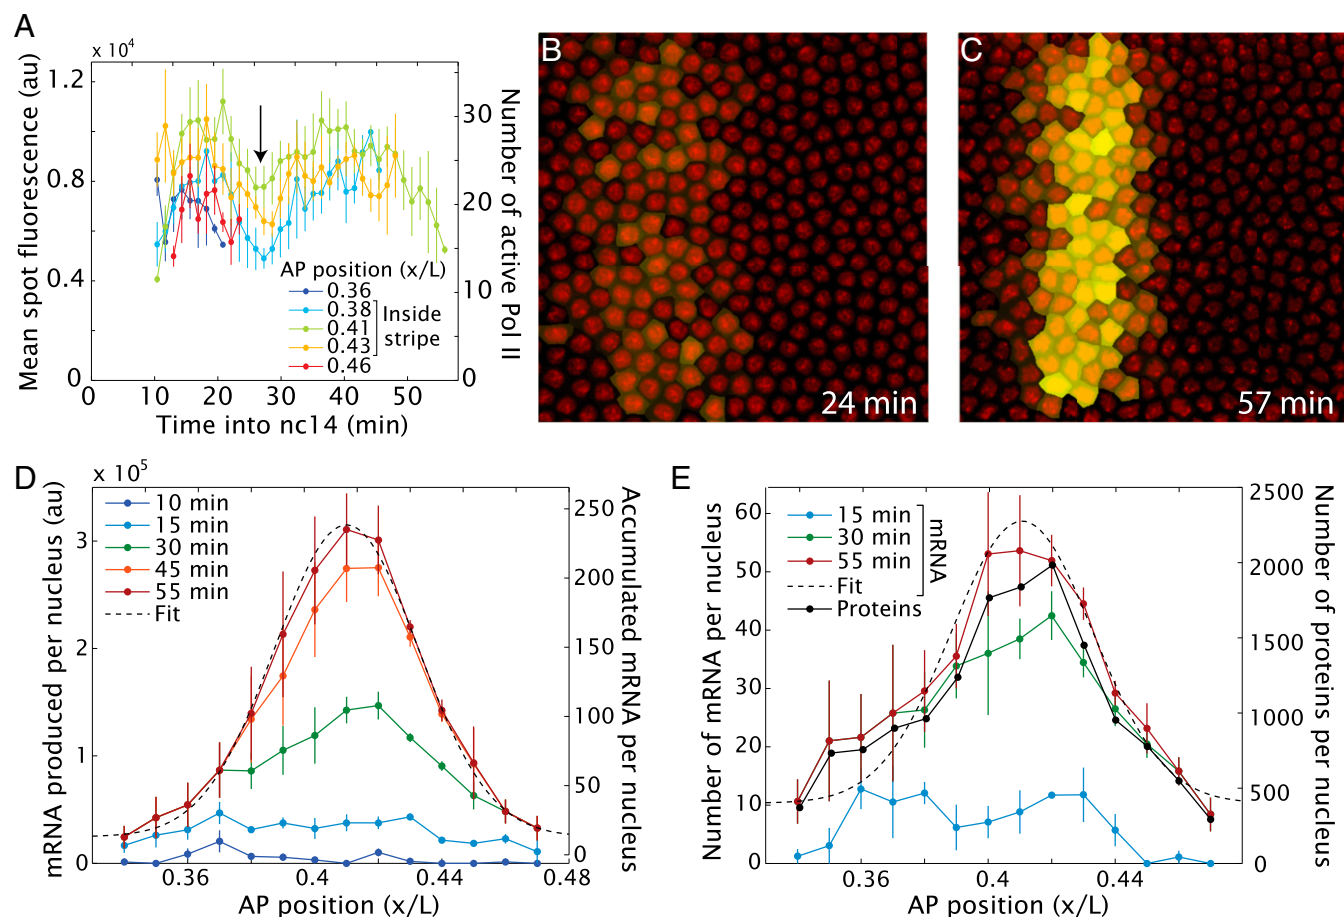 A
x 10⁴
Mean spot fluorescence (au)
1.2
0.8
0.4
0
0 10 20 30 40 50
Time into nc14 (min)
30
20
10
0
Number of active Pol II
AP position (x/L)
0.36
0.38
0.41
0.43
0.46
Inside
stripe
B
24 min
C
57 min
D
x 10⁵
mRNA produced per nucleus (au)
3
2
1
0
10 min
15 min
30 min
45 min
55 min
Fit
250
200
150
100
50
0
Accumulated mRNA per nucleus
0.36 0.4 0.44 0.48
AP position (x/L)
E
Number of mRNA per nucleus
60
50
40
30
20
10
0
15 min
30 min
55 min
Fit
Proteins
mRNA
2500
2000
1500
1000
500
0
Number of proteins per nucleus
0.36 0.4 0.44
AP position (x/L)